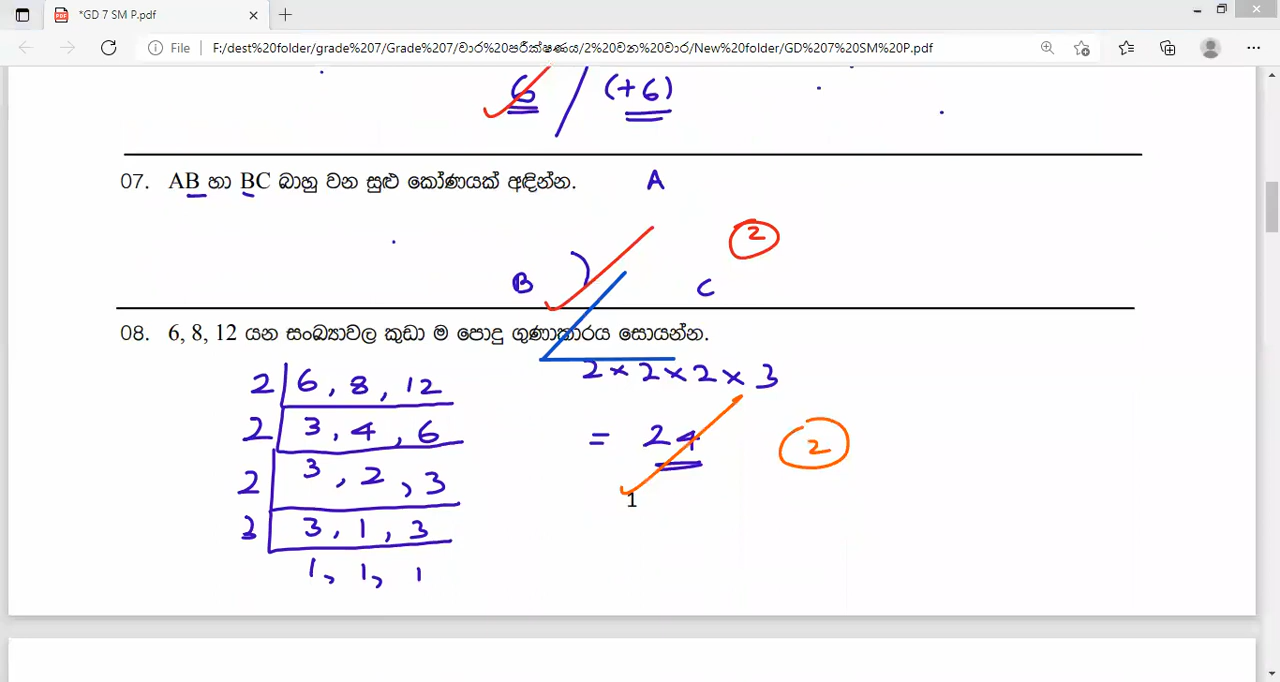 *GD 7 SM P.pdf
File F:/dest%20folder/grade%207/Grade%207/වාර %20පරීක්ෂණය/2%20වන%20වාර/New%20folder/GD%207%20SM%20P.pdf
6 / (+6)
07. AB හා BC බාහු වන සුළු කෝණයක් අඳින්න.
A
2
B
C
08. 6, 8, 12 යන සංඛ්‍යාවල කුඩා ම පොදු ගුණාකාරය සොයන්න.
2 × 2 × 2 × 3
2 | 6, 8, 12
2 | 3, 4, 6
= 24
2
2 | 3, 2, 3
1
3 | 3, 1, 3
1, 1, 1